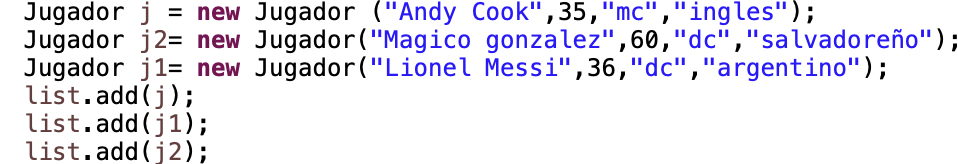 Jugador j = new Jugador ("Andy Cook",35,"mc","ingles");
Jugador j2= new Jugador("Magico gonzalez",60,"dc","salvadoreño");
Jugador j1= new Jugador("Lionel Messi",36,"dc","argentino");
list.add(j);
list.add(j1);
list.add(j2);